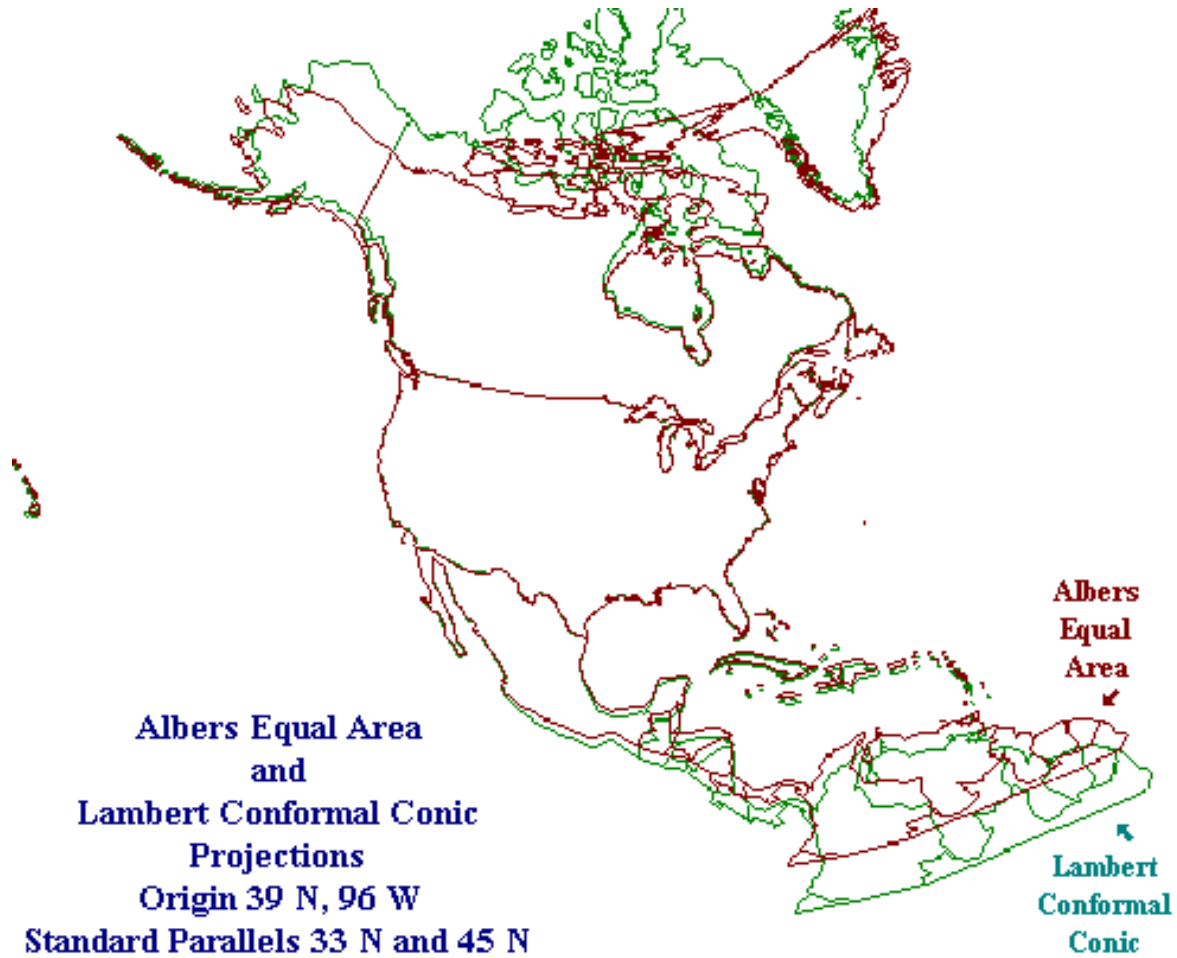 Albers
Equal
Area
Albers Equal Area
and
Lambert Conformal Conic
Projections
Origin 39 N, 96 W
Standard Parallels 33 N and 45 N
Lambert
Conformal
Conic